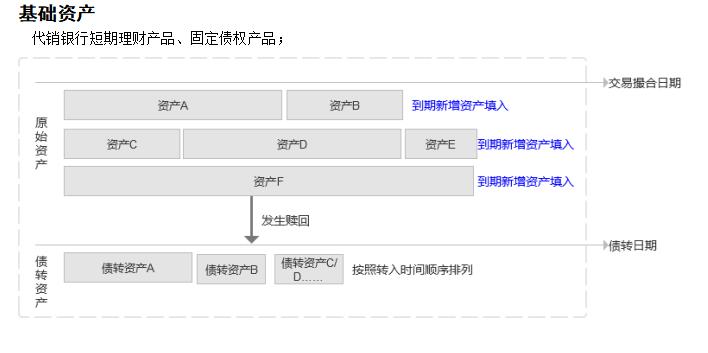 基础资产
代销银行短期理财产品、固定债权产品；
交易撮合日期
原始资产
资产A
资产B
到期新增资产填入
资产C
资产D
资产E
到期新增资产填入
资产F
到期新增资产填入
发生赎回
债转日期
债转资产
债转资产A
债转资产B
债转资产C/
D……
按照转入时间顺序排列